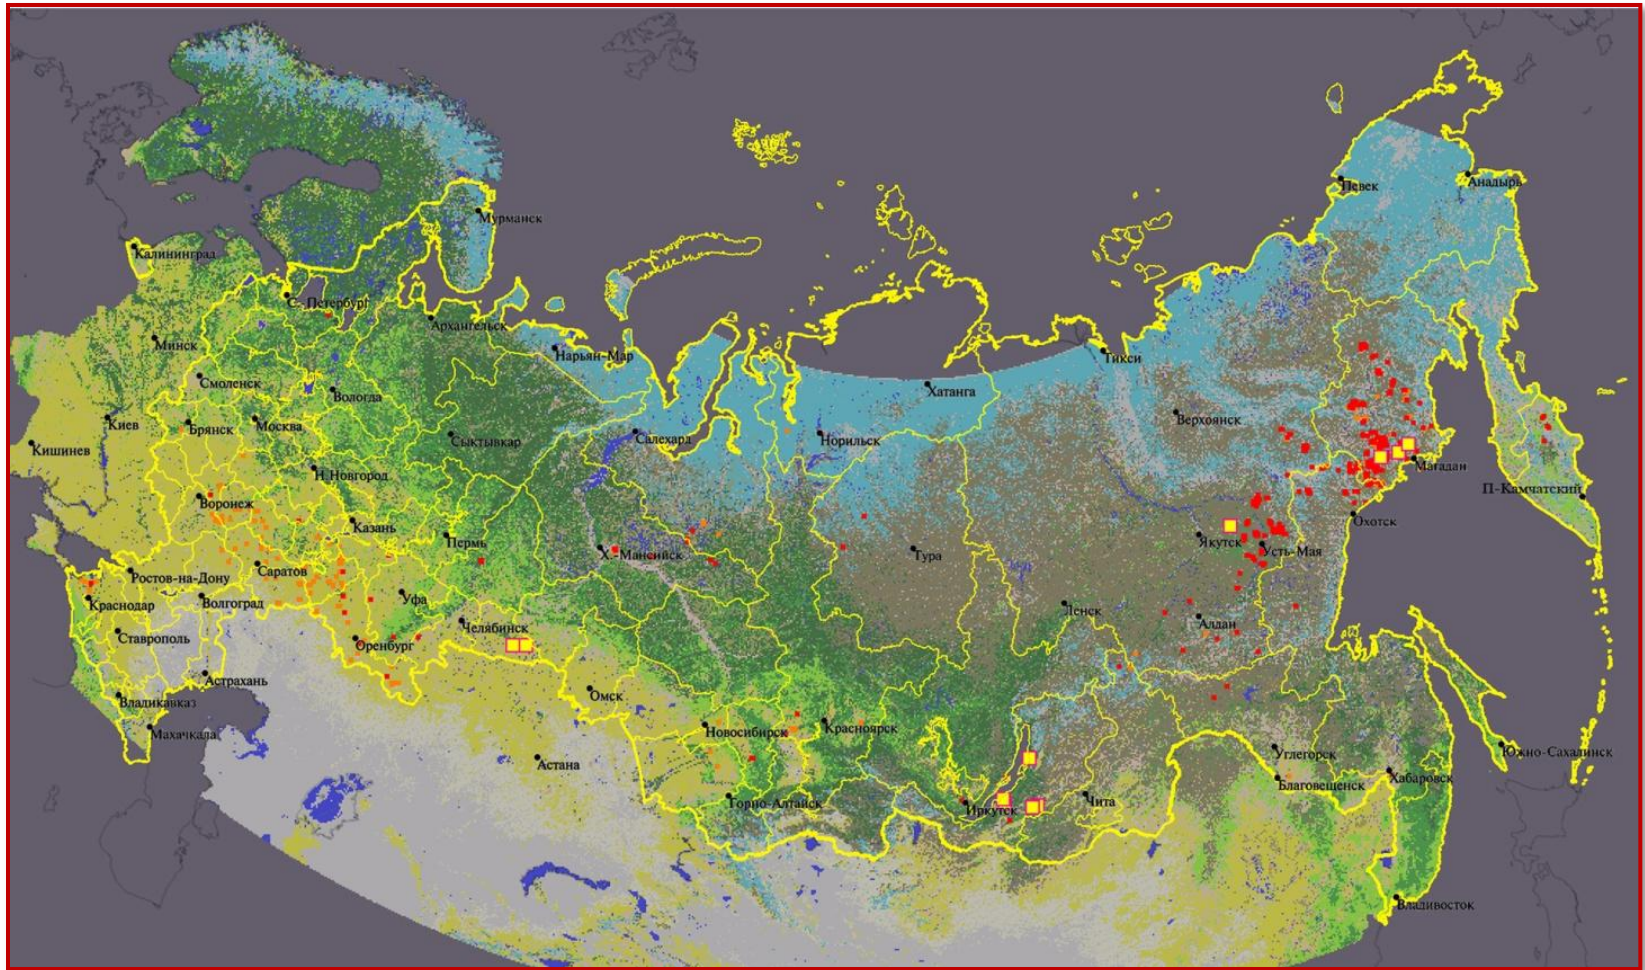 Певек
Анадырь
Мурманск
Калининград
С.-Петербург
Архангельск
Минск
Нарьян-Мар
Тикси
Смоленск
Вологда
Хатанга
Верхоянск
Киев
Брянск
Москва
Сыктывкар
Салехард
Норильск
Кишинев
Н.Новгород
Магадан
П-Камчатский
Воронеж
Казань
Пермь
Х.-Мансийск
Тура
Якутск
Усть-Мая
Охотск
Ростов-на-Дону
Саратов
Краснодар
Волгоград
Уфа
Ленск
Алдан
Ставрополь
Оренбург
Челябинск
Астрахань
Омск
Владикавказ
Махачкала
Новосибирск
Красноярск
Астана
Углегорск
Южно-Сахалинск
Благовещенск
Хабаровск
Горно-Алтайск
Иркутск
Чита
Владивосток